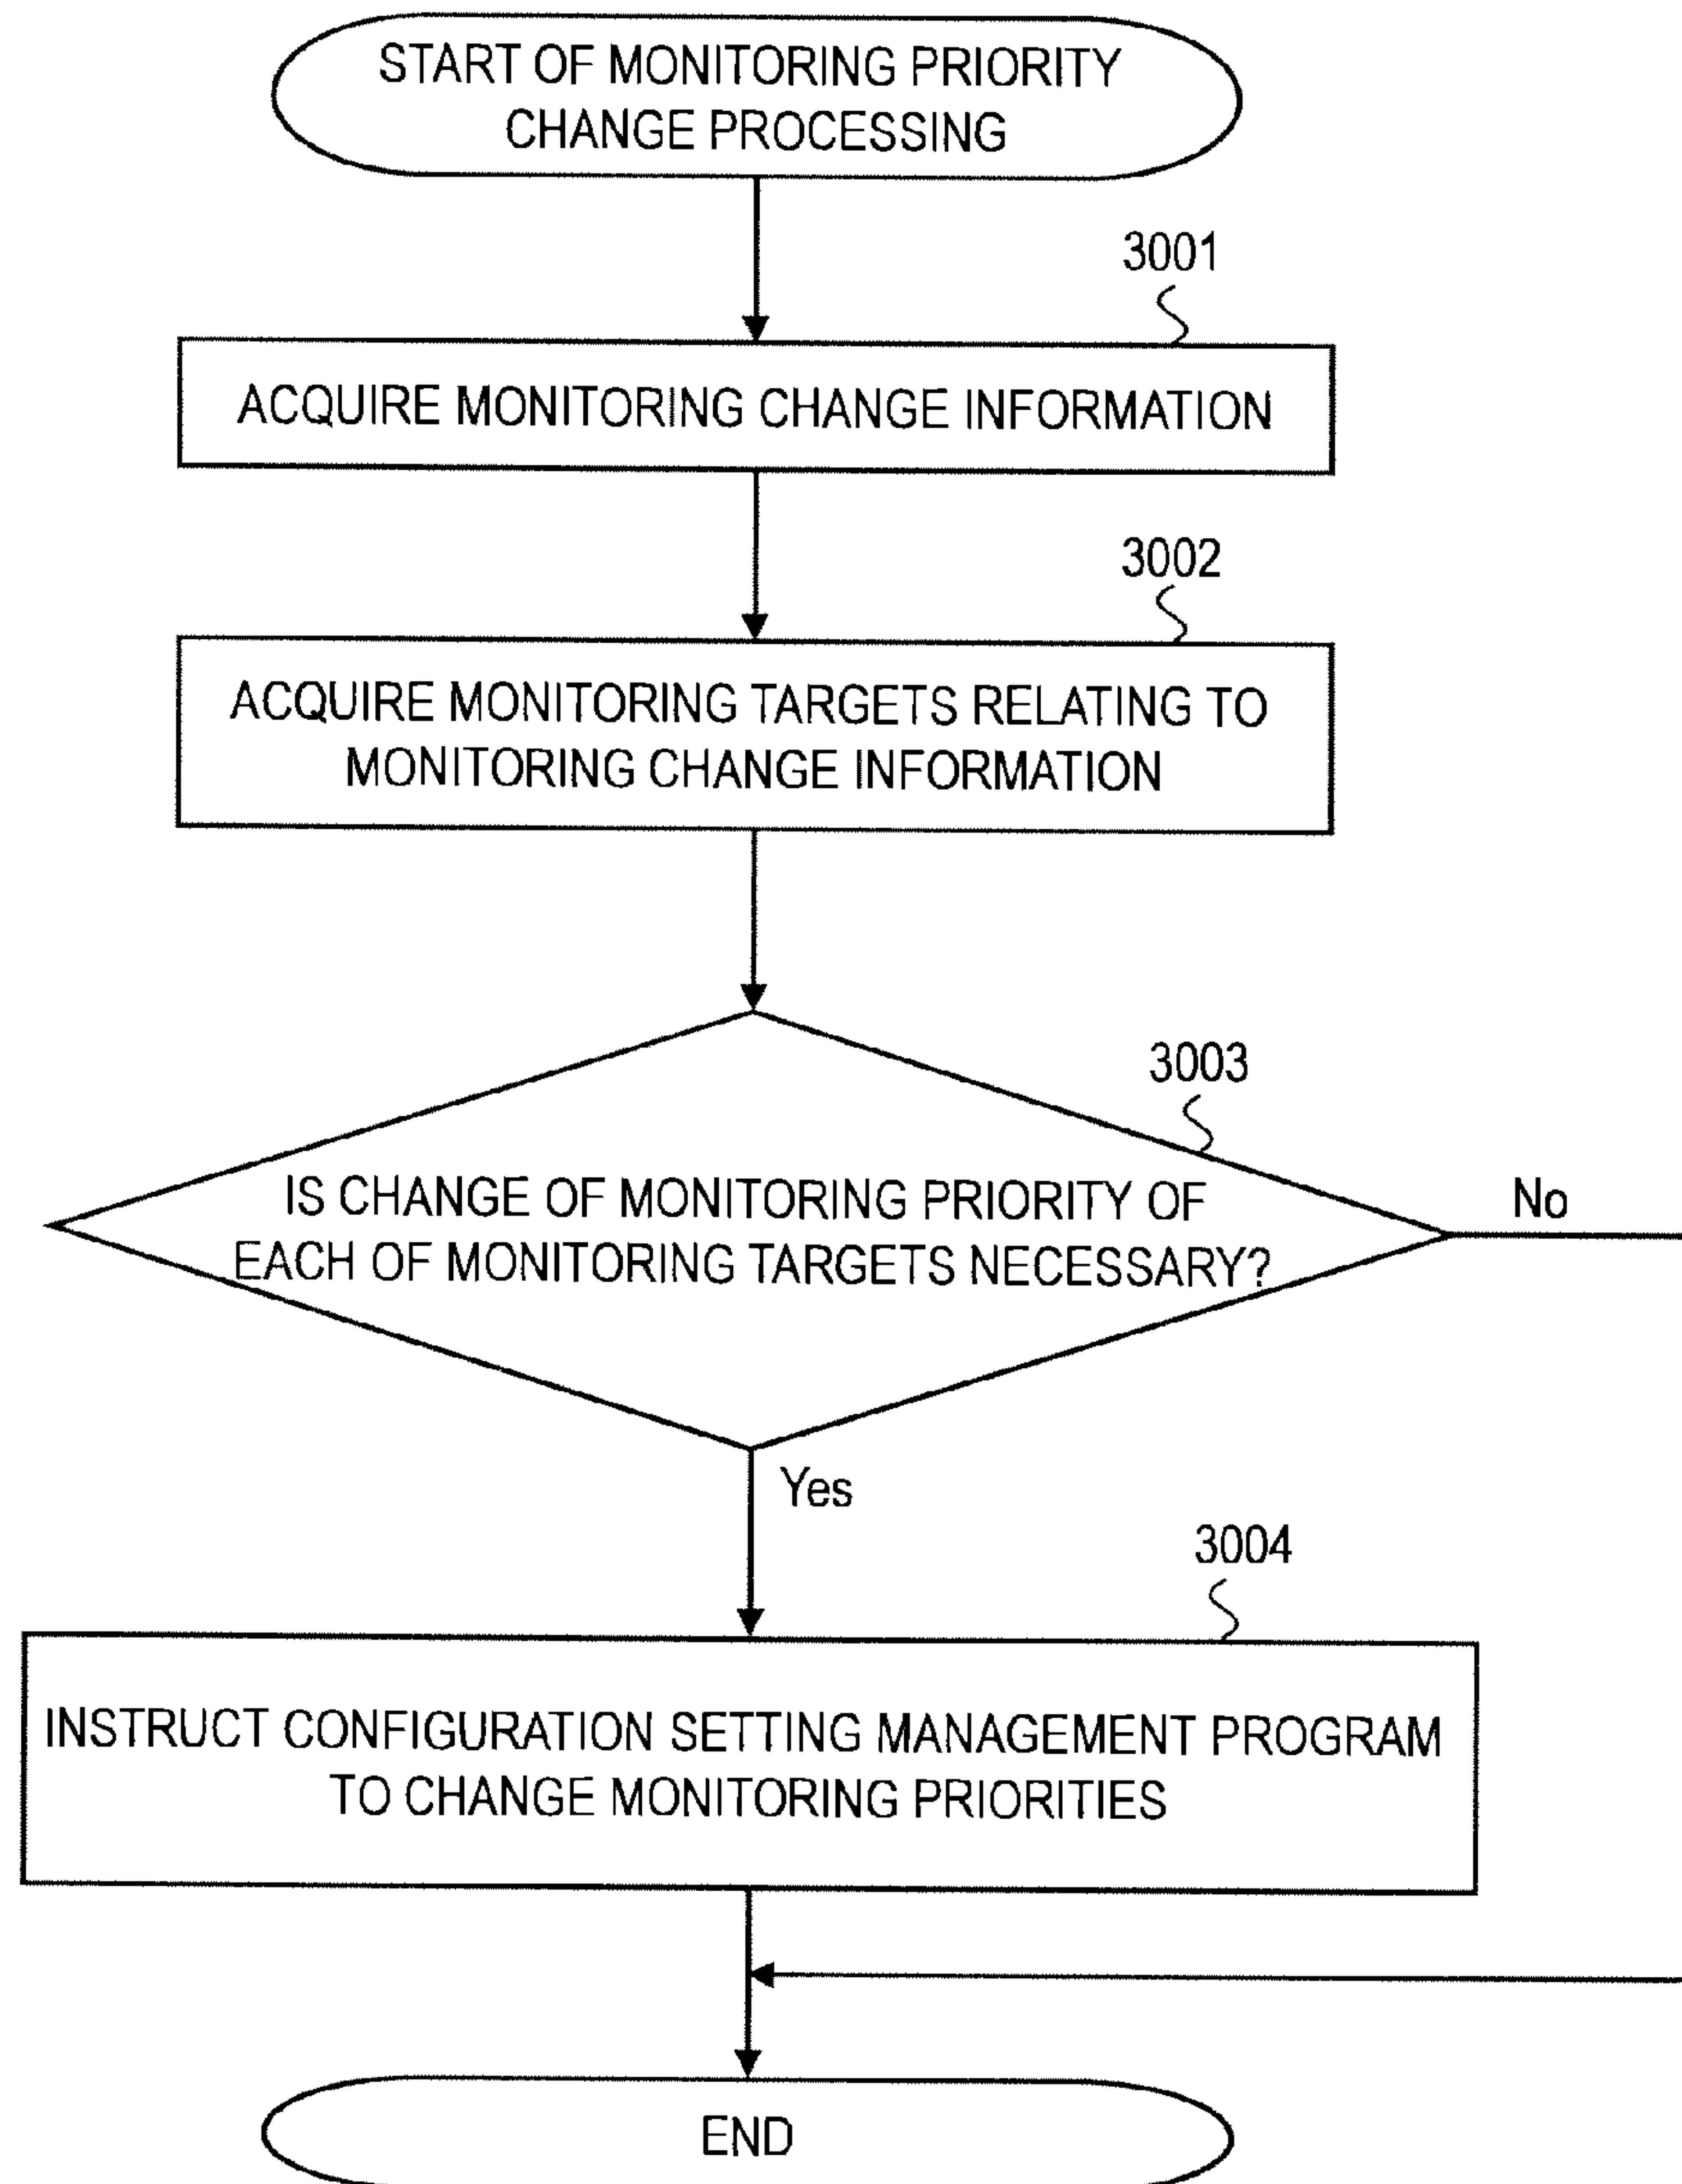 START OF MONITORING PRIORITY
CHANGE PROCESSING
3001
ACQUIRE MONITORING CHANGE INFORMATION
3002
ACQUIRE MONITORING TARGETS RELATING TO
MONITORING CHANGE INFORMATION
3003
IS CHANGE OF MONITORING PRIORITY OF
EACH OF MONITORING TARGETS NECESSARY?
No
Yes
3004
INSTRUCT CONFIGURATION SETTING MANAGEMENT PROGRAM
TO CHANGE MONITORING PRIORITIES
END